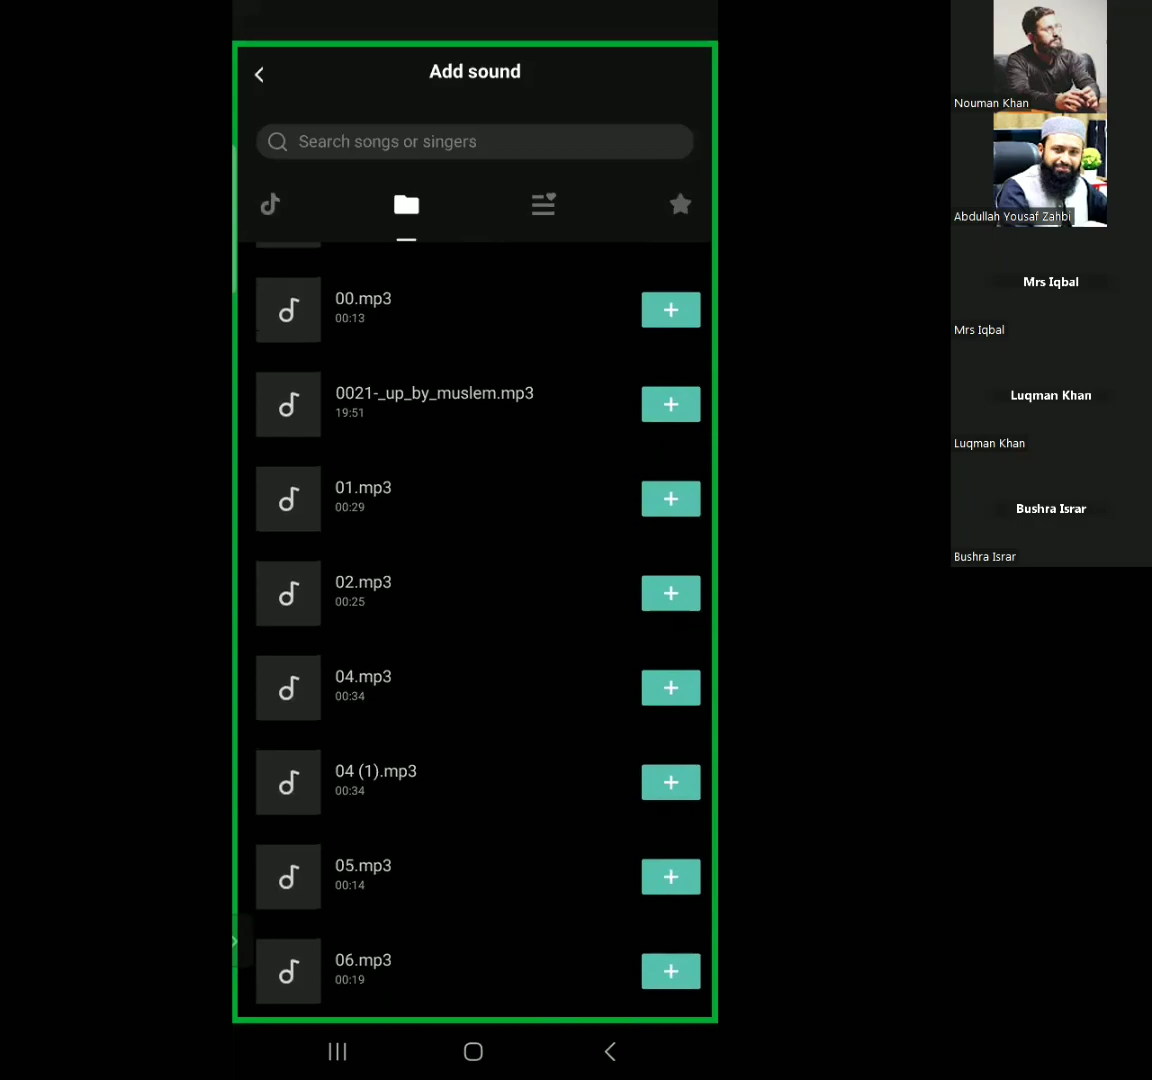 Add sound
Search songs or singers
00.mp3
00:13
0021-_up_by_muslem.mp3
19:51
01.mp3
00:29
02.mp3
00:25
04.mp3
00:34
04 (1).mp3
00:34
05.mp3
00:14
06.mp3
00:19
Nouman Khan
Abdullah Yousaf Zahbi
Mrs Iqbal
Mrs Iqbal
Luqman Khan
Luqman Khan
Bushra Israr
Bushra Israr